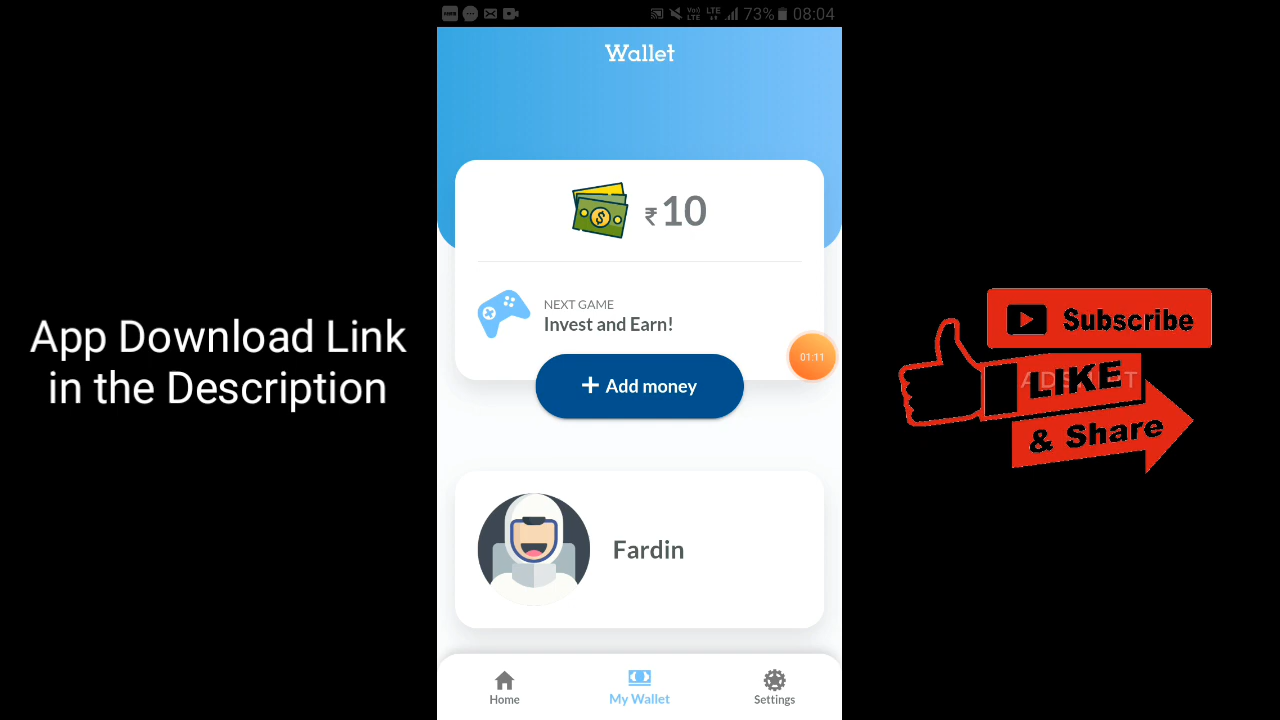 73% 08:04
Wallet
₹10
NEXT GAME
Invest and Earn!
01:11
+ Add money
Fardin
Home
My Wallet
Settings
App Download Link
in the Description
Subscribe
LIKE
& Share